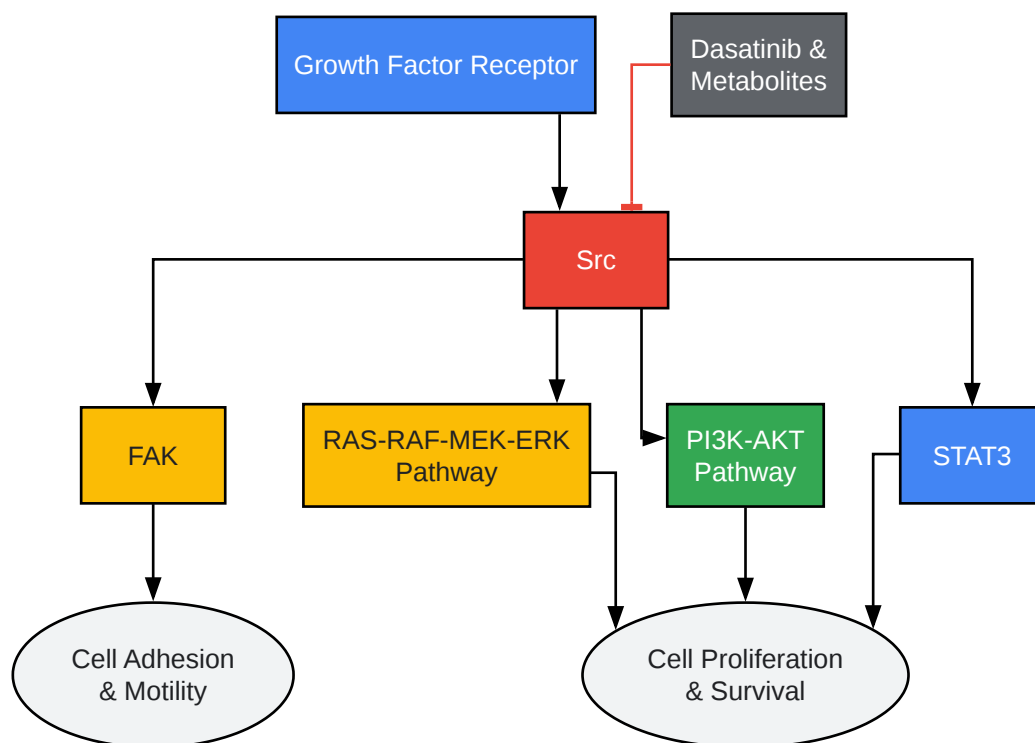 Growth Factor Receptor
Dasatinib &
Metabolites
Src
FAK
RAS-RAF-MEK-ERK
Pathway
PI3K-AKT
Pathway
STAT3
Cell Adhesion
& Motility
Cell Proliferation
& Survival